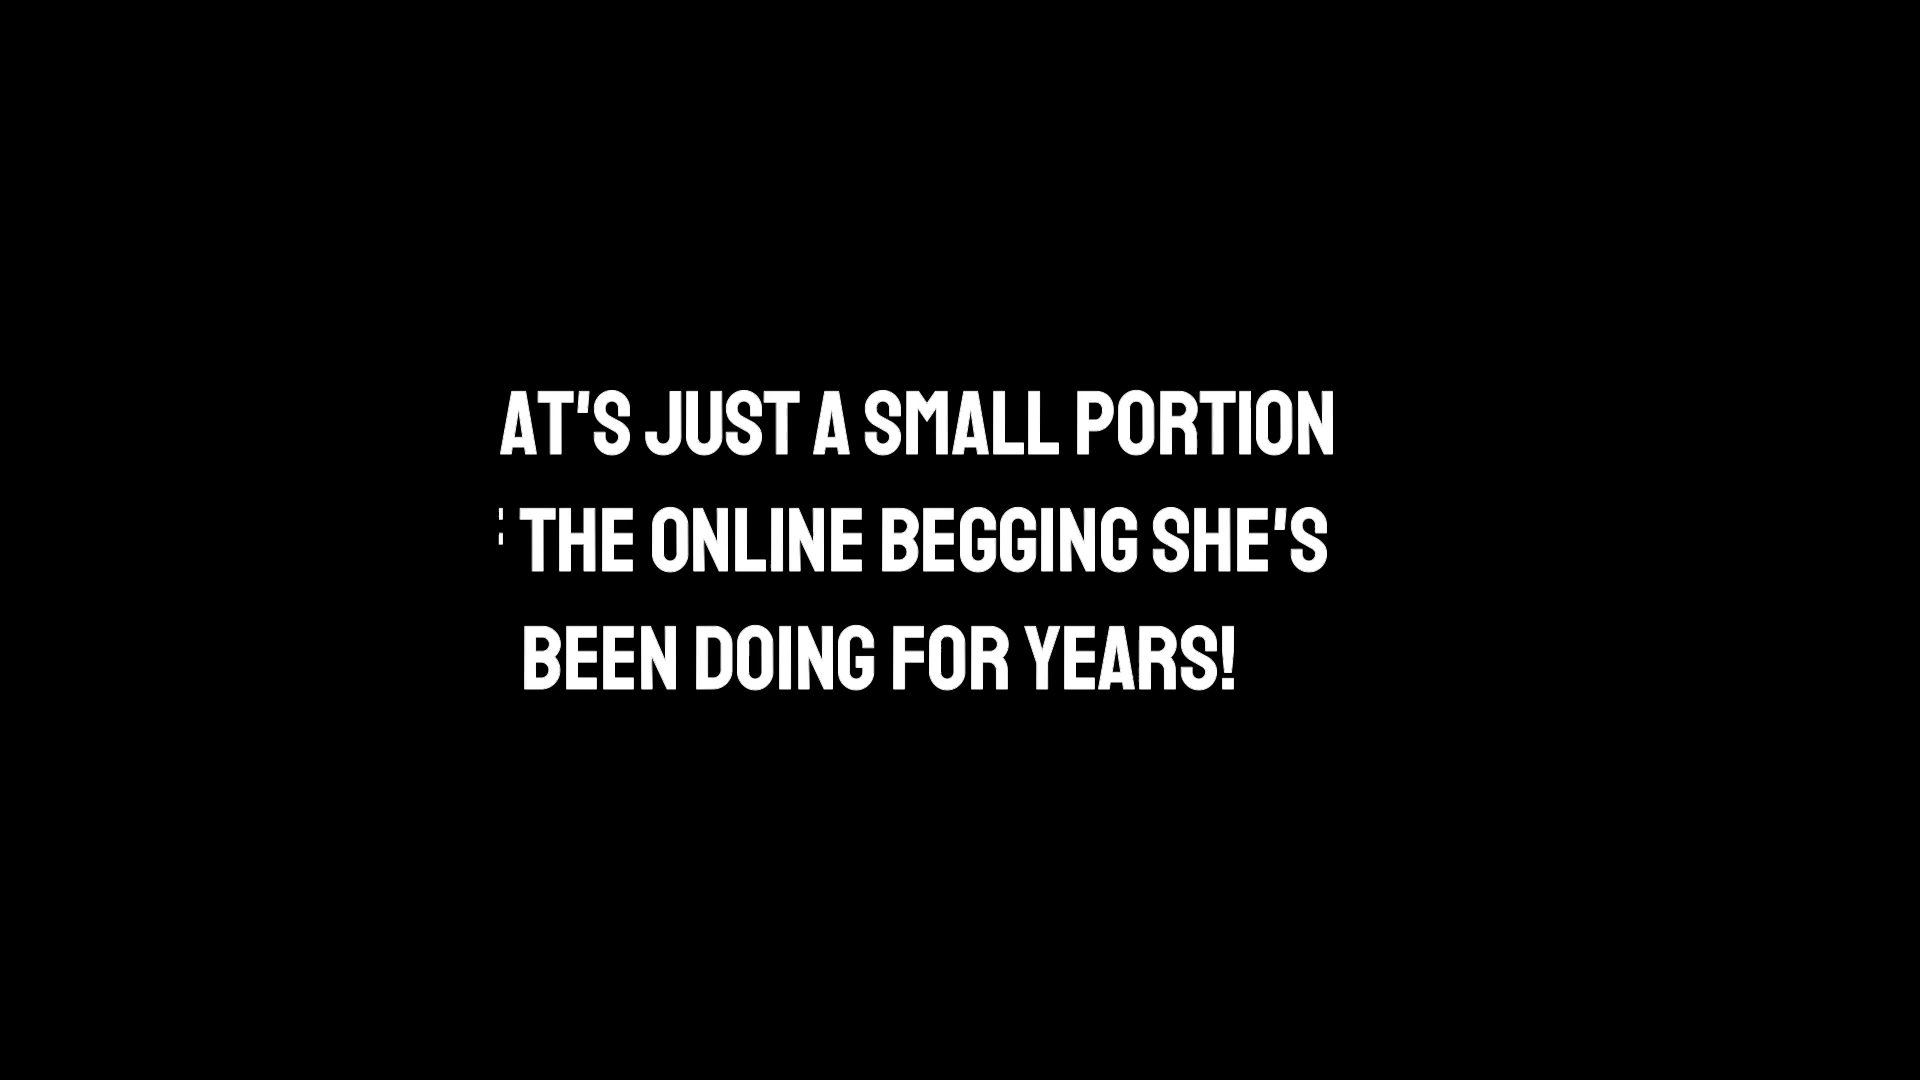 AT'S JUST A SMALL PORTION
THE ONLINE BEGGING SHE'S
BEEN DOING FOR YEARS!